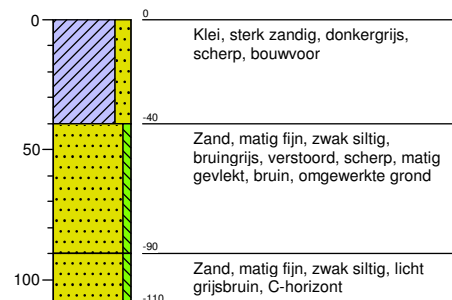 0
0
Klei, sterk zandig, donkergrijs,
scherp, bouwvoor
-40
Zand, matig fijn, zwak siltig,
50
bruingrijs, verstoord, scherp, matig
gevlekt, bruin, omgewerkte grond
-90
Zand, matig fijn, zwak siltig, licht
100
grijsbruin, C-horizont
-110